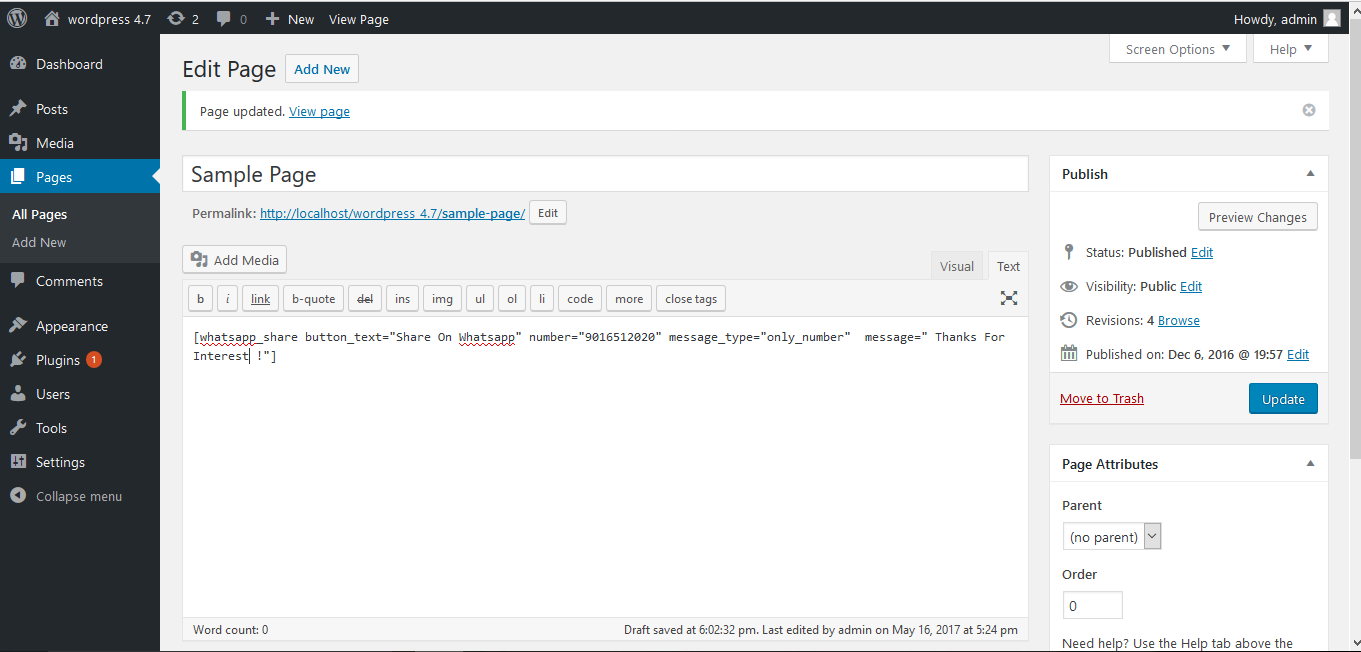 wordpress 4.7 2 0 New View Page Howdy, admin
Screen Options Help
Dashboard
Posts
Media
Pages
All Pages
Add New
Comments
Appearance
Plugins 1
Users
Tools
Settings
Collapse menu
Edit Page Add New
Page updated. View page
Sample Page
Permalink: http://localhost/wordpress_4.7/sample-page/ Edit
Add Media
Visual Text
b i link b-quote del ins img ul ol li code more close tags
[whatsapp_share button_text="Share On Whatsapp" number="9016512020" message_type="only_number"  message=" Thanks For
Interest !"]
Word count: 0 Draft saved at 6:02:32 pm. Last edited by admin on May 16, 2017 at 5:24 pm
Publish
Preview Changes
Status: Published Edit
Visibility: Public Edit
Revisions: 4 Browse
Published on: Dec 6, 2016 @ 19:57 Edit
Move to Trash Update
Page Attributes
Parent
(no parent)
Order
0
Need help? Use the Help tab above the